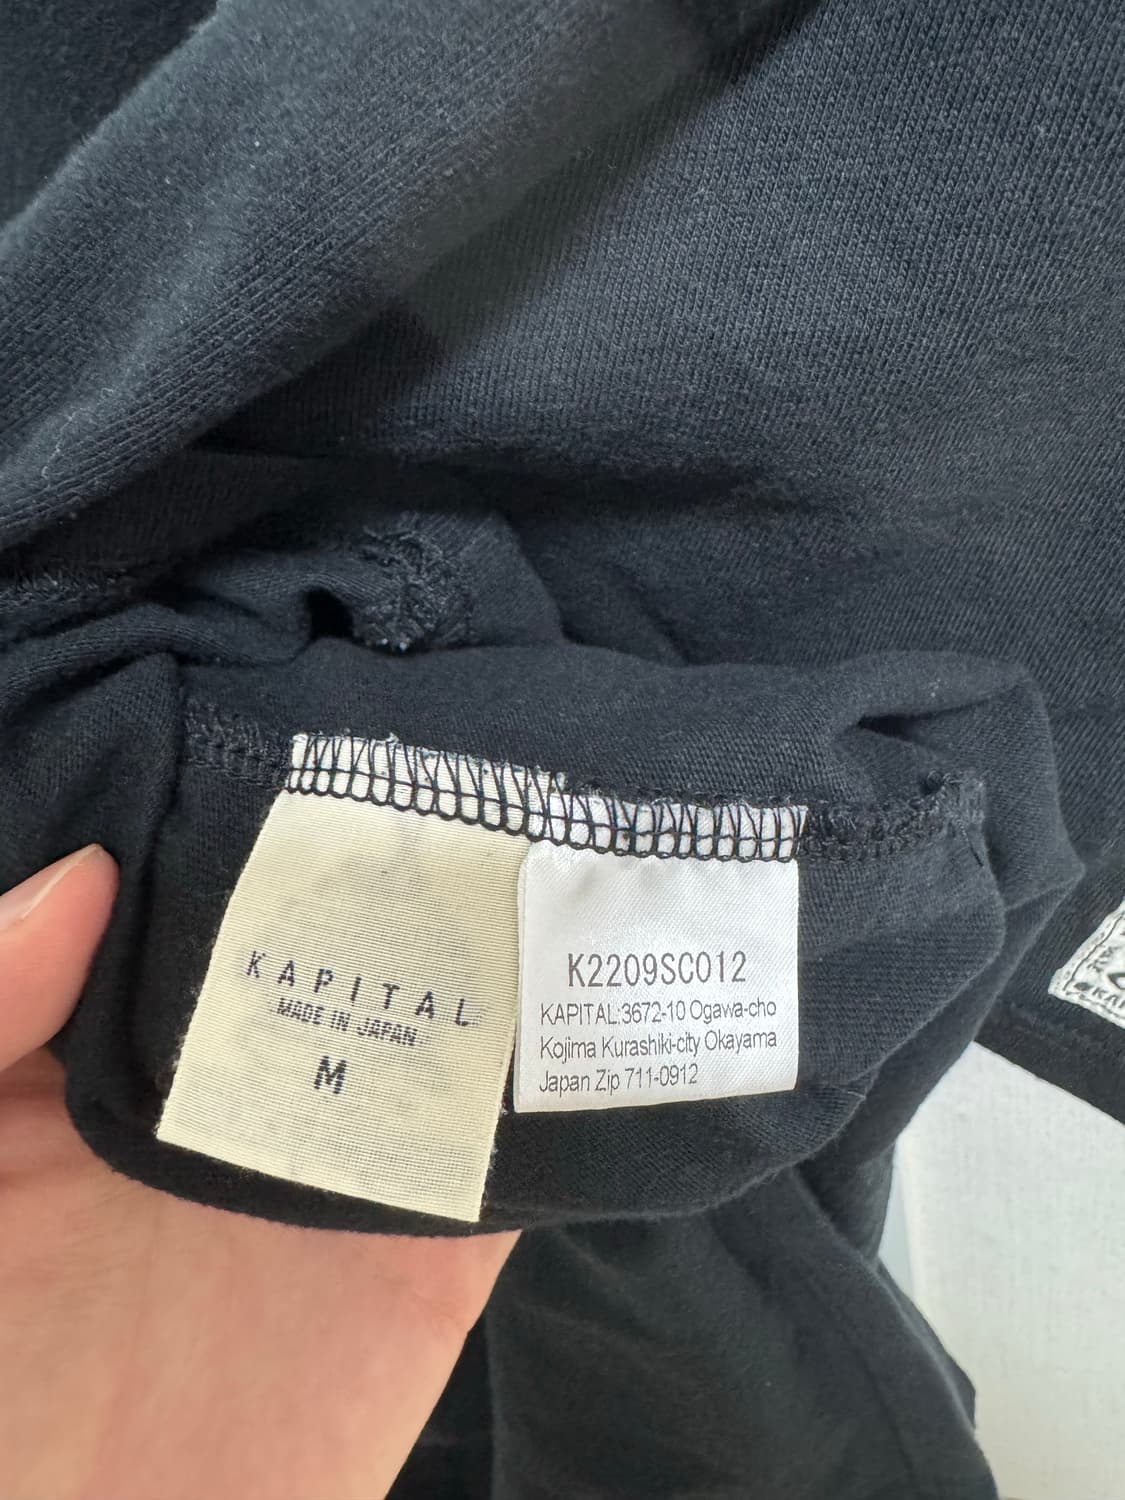 KAPITAL
MADE IN JAPAN
M
K2209SC012
KAPITAL:3672-10 Ogawa-cho
Kojima Kurashiki-city Okayama
Japan Zip 711-0912